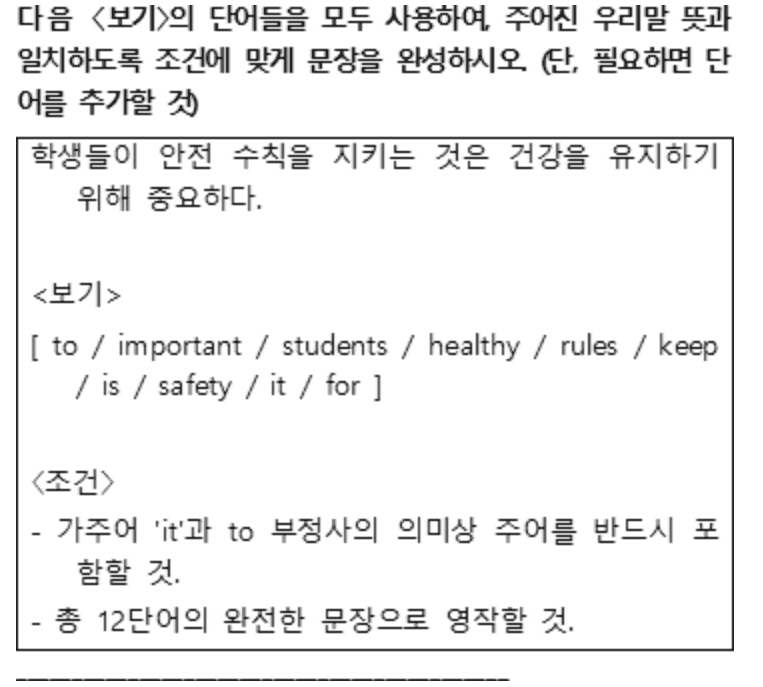 다음 〈보기〉의 단어들을 모두 사용하여, 주어진 우리말 뜻과
일치하도록 조건에 맞게 문장을 완성하시오. (단, 필요하면 단
어를 추가할 것)
학생들이 안전 수칙을 지키는 것은 건강을 유지하기
위해 중요하다.
<보기>
[ to / important / students / healthy / rules / keep
/ is / safety / it / for ]
〈조건〉
- 가주어 'it'과 to 부정사의 의미상 주어를 반드시 포
함할 것.
- 총 12단어의 완전한 문장으로 영작할 것.